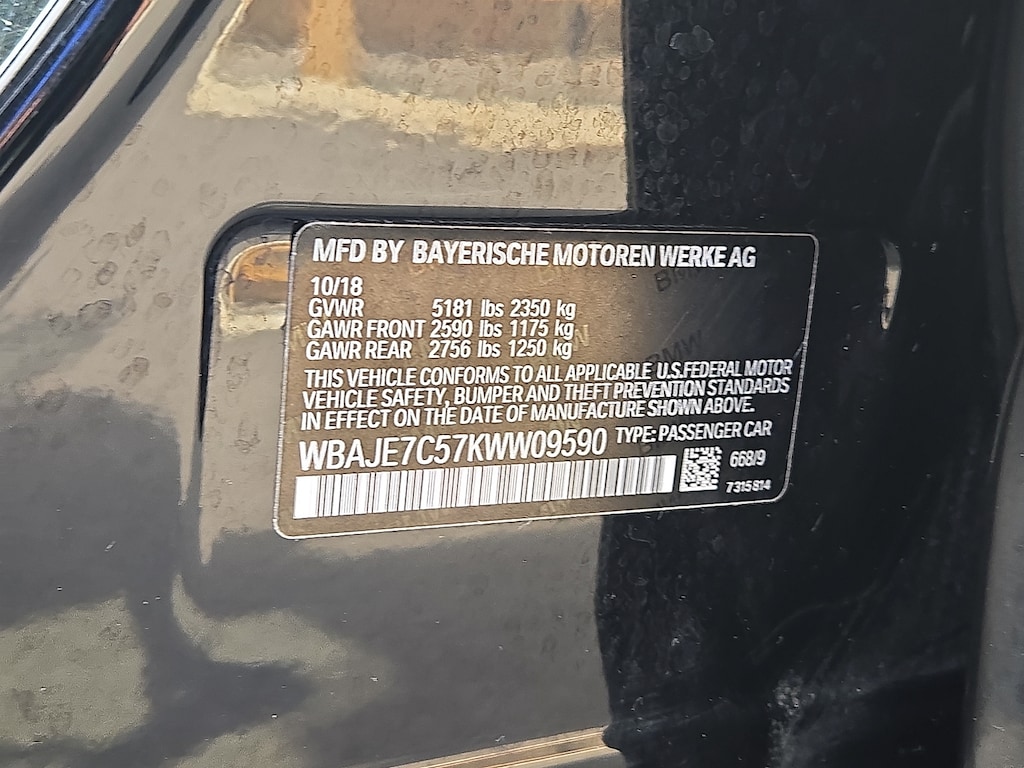 MFD BY BAYERISCHE MOTOREN WERKE AG
10/18
GVWR 5181 lbs 2350 kg
GAWR FRONT 2590 lbs 1175 kg
GAWR REAR 2756 lbs 1250 kg
THIS VEHICLE CONFORMS TO ALL APPLICABLE U.S.FEDERAL MOTOR
VEHICLE SAFETY, BUMPER AND THEFT PREVENTION STANDARDS
IN EFFECT ON THE DATE OF MANUFACTURE SHOWN ABOVE.
WBAJE7C57KWW09590 TYPE: PASSENGER CAR
668/9
7315814